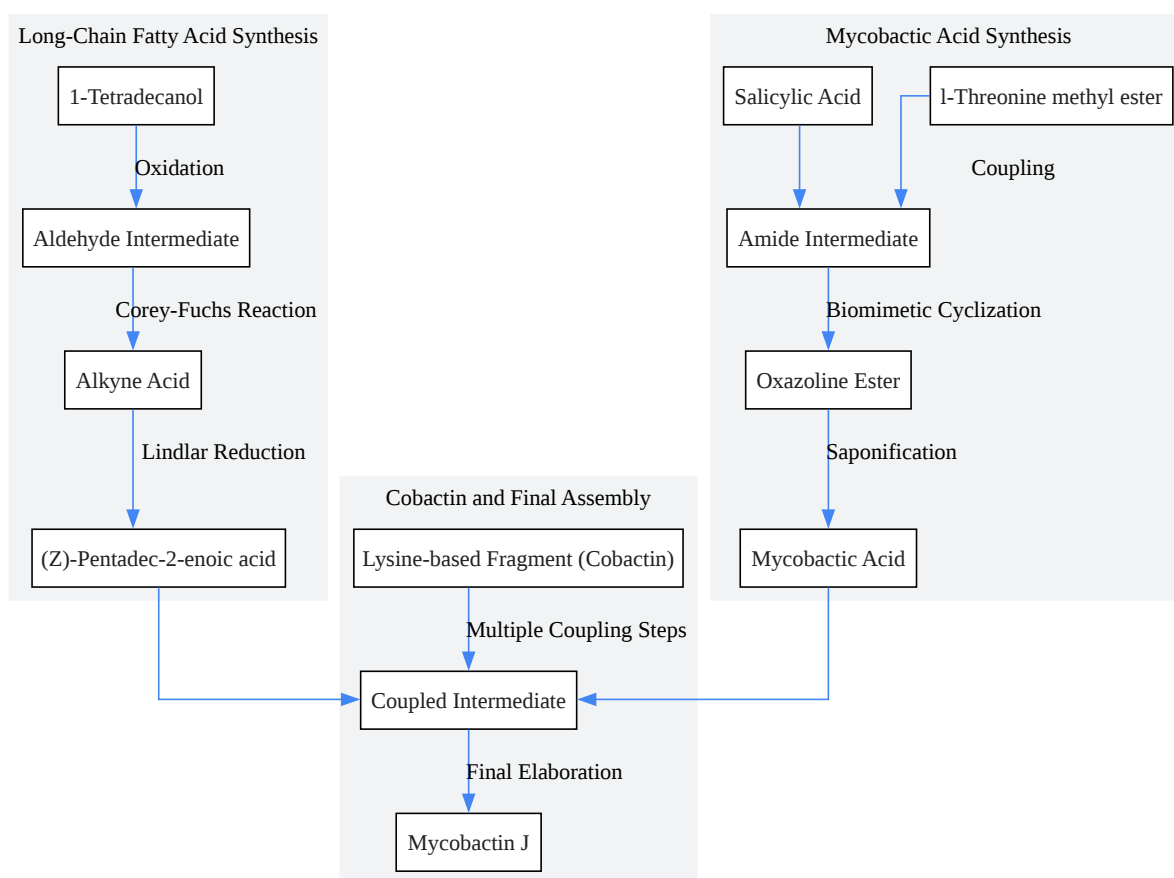 Long-Chain Fatty Acid Synthesis
1-Tetradecanol
Oxidation
Aldehyde Intermediate
Corey-Fuchs Reaction
Alkyne Acid
Lindlar Reduction
(Z)-Pentadec-2-enoic acid
Mycobactic Acid Synthesis
Salicylic Acid
l-Threonine methyl ester
Coupling
Amide Intermediate
Biomimetic Cyclization
Oxazoline Ester
Saponification
Mycobactic Acid
Cobactin and Final Assembly
Lysine-based Fragment (Cobactin)
Multiple Coupling Steps
Coupled Intermediate
Final Elaboration
Mycobactin J